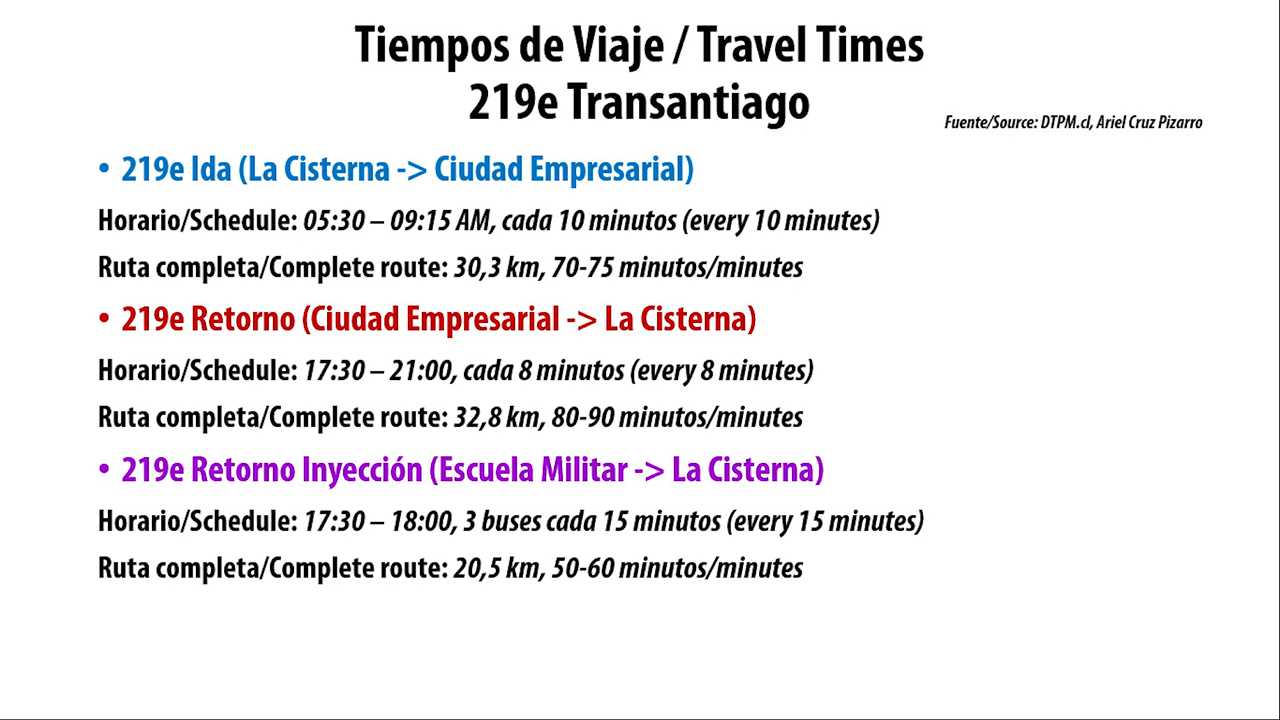 Tiempos de Viaje / Travel Times
219e Transantiago
Fuente/Source: DTPM.cl, Ariel Cruz Pizarro
• 219e Ida (La Cisterna -> Ciudad Empresarial)
Horario/Schedule: 05:30 – 09:15 AM, cada 10 minutos (every 10 minutes)
Ruta completa/Complete route: 30,3 km, 70-75 minutos/minutes
• 219e Retorno (Ciudad Empresarial -> La Cisterna)
Horario/Schedule: 17:30 – 21:00, cada 8 minutos (every 8 minutes)
Ruta completa/Complete route: 32,8 km, 80-90 minutos/minutes
• 219e Retorno Inyección (Escuela Militar -> La Cisterna)
Horario/Schedule: 17:30 – 18:00, 3 buses cada 15 minutos (every 15 minutes)
Ruta completa/Complete route: 20,5 km, 50-60 minutos/minutes